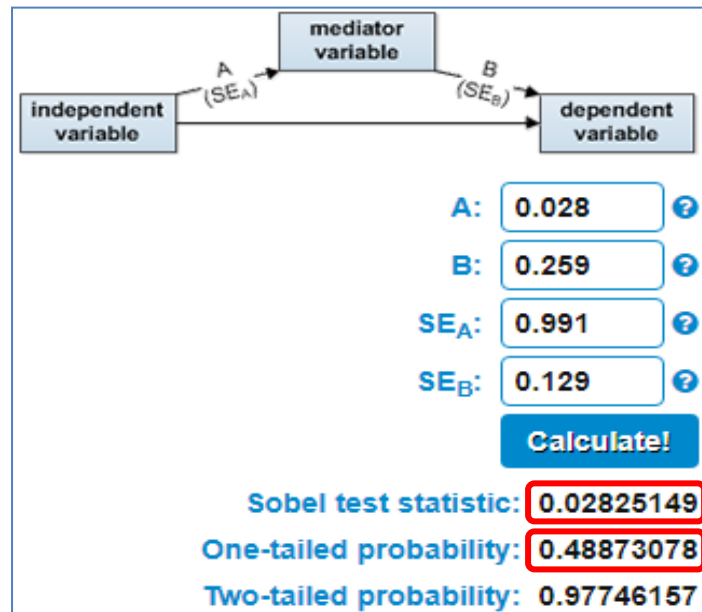 mediator
variable
A
(SEA)
B
(SEB)
independent
variable
dependent
variable
A: 0.028 ?
B: 0.259 ?
SEA: 0.991 ?
SEB: 0.129 ?
Calculate!
Sobel test statistic: 0.02825149
One-tailed probability: 0.48873078
Two-tailed probability: 0.97746157